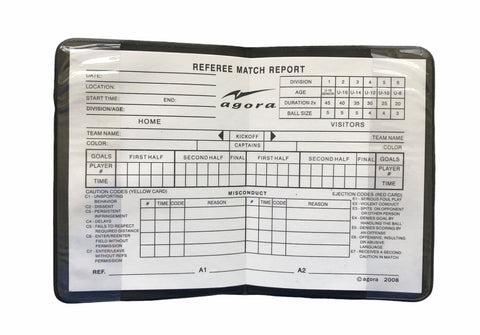 REFEREE MATCH REPORT
DATE:
LOCATION:
START TIME: END:
DIVISION/AGE:
agora
DIVISION 1 2 3 4 5 6
AGE U-16 SENIOR U-16 U-14 U-12 U-10 U-8
DURATION 2x 45 40 35 30 25 20
BALL SIZE 5 5 5 4 4 3
HOME VISITORS
TEAM NAME: KICKOFF TEAM NAME:
COLOR: CAPTAINS COLOR:
GOALS FIRST HALF SECOND HALF FINAL FIRST HALF SECOND HALF FINAL GOALS
PLAYER # PLAYER #
TIME TIME
CAUTION CODES (YELLOW CARD) MISCONDUCT EJECTION CODES (RED CARD)
# TIME CODE REASON # TIME CODE REASON
C1 - UNSPORTING BEHAVIOR
C2 - DISSENT
C3 - PERSISTENT INFRINGEMENT
C4 - DELAYS
C5 - FAILS TO RESPECT REQUIRED DISTANCE
C6 - ENTER/REENTER FIELD WITHOUT PERMISSION
C7 - ENTER/LEAVE WITHOUT REFS PERMISSION
E1 - SERIOUS FOUL PLAY
E2 - VIOLENT CONDUCT
E3 - SPITS ON OPPONENT OR OTHER PERSON
E4 - DENIES GOAL BY HANDLING THE BALL
E5 - DENIES SCORING BY AN OFFENSE
E6 - OFFENSIVE, INSULTING OR ABUSIVE LANGUAGE
E7 - RECEIVES A SECOND CAUTION IN MATCH
REF. A1 A2
© agora 2008